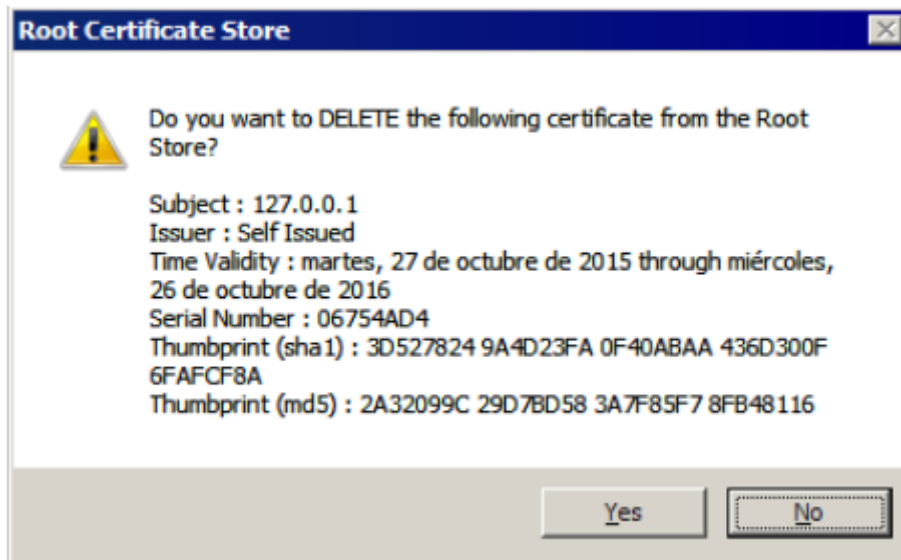 Root Certificate Store
Do you want to DELETE the following certificate from the Root
Store?
Subject : 127.0.0.1
Issuer : Self Issued
Time Validity : martes, 27 de octubre de 2015 through miércoles,
26 de octubre de 2016
Serial Number : 06754AD4
Thumbprint (sha1) : 3D527824 9A4D23FA 0F40ABAA 436D300F
6FAFCF8A
Thumbprint (md5) : 2A32099C 29D7BD58 3A7F85F7 8FB48116
Yes No